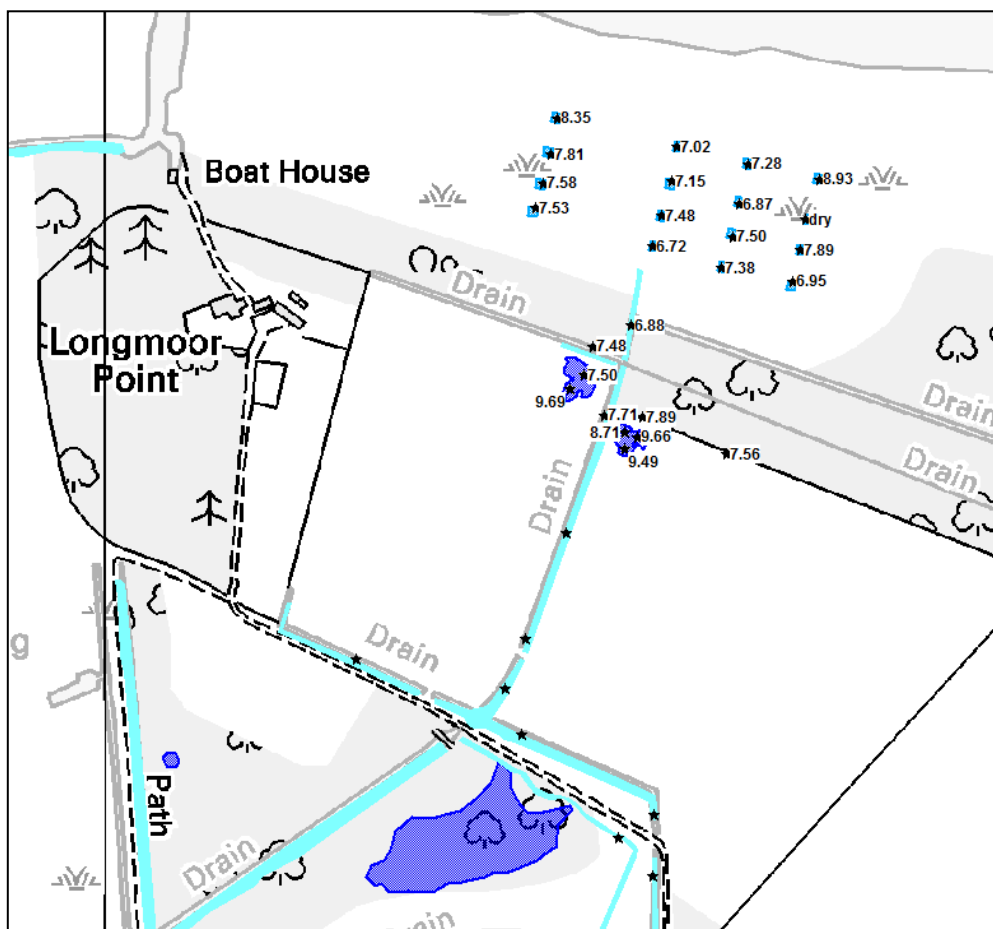 8.35
7.81
7.58
7.53
7.02
7.15
7.48
6.72
7.28
6.87
7.50
7.38
8.93
dry
7.89
6.95
Boat House
Drain
6.88
7.48
7.50
9.69
7.71
7.89
8.71
9.66
9.49
7.56
Longmoor
Point
Drain
Drain
Drain
Drain
g
Path
Drain
Drain